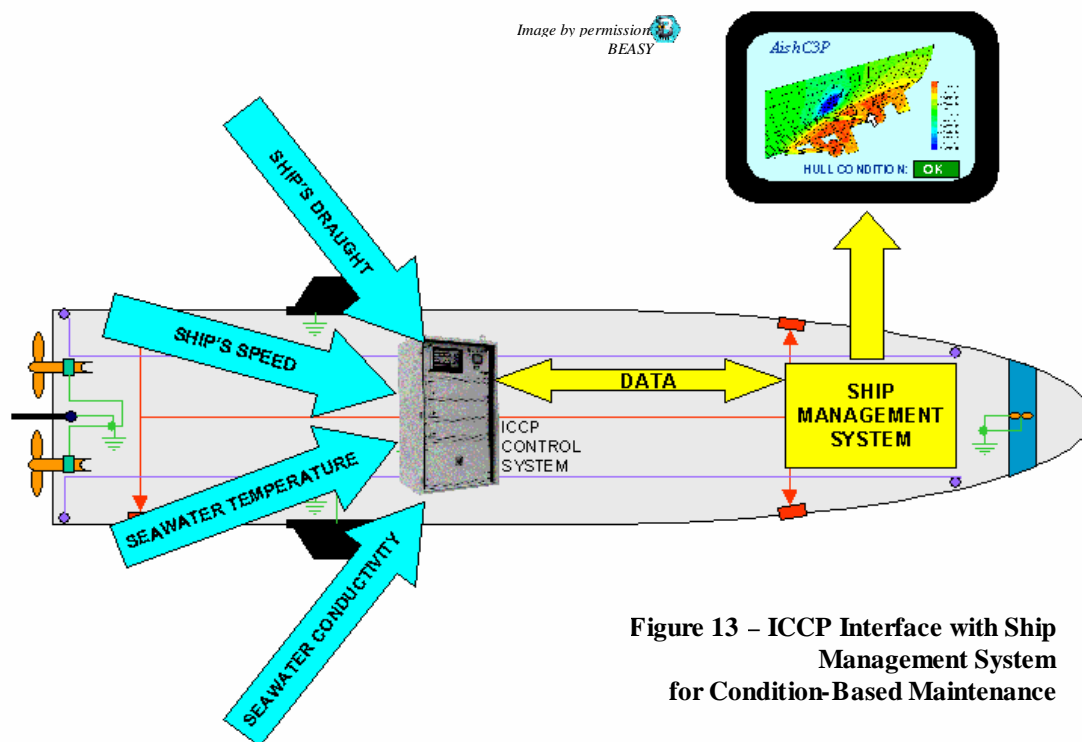 Image by permission
BEASY
AishC3P
HULL CONDITION: OK
SHIP'S DRAUGHT
SHIP'S SPEED
SEAWATER TEMPERATURE
SEAWATER CONDUCTIVITY
ICCP
CONTROL
SYSTEM
DATA
SHIP
MANAGEMENT
SYSTEM
Figure 13 – ICCP Interface with Ship
Management System
for Condition-Based Maintenance